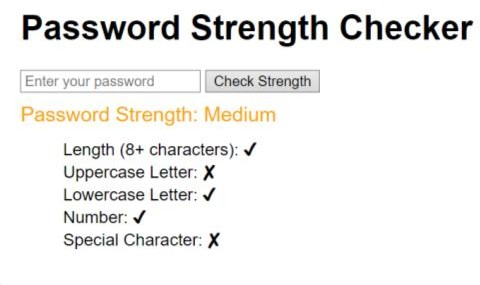 Password Strength Checker
Enter your password Check Strength
Password Strength: Medium
Length (8+ characters): ✓
Uppercase Letter: ✗
Lowercase Letter: ✓
Number: ✓
Special Character: ✗